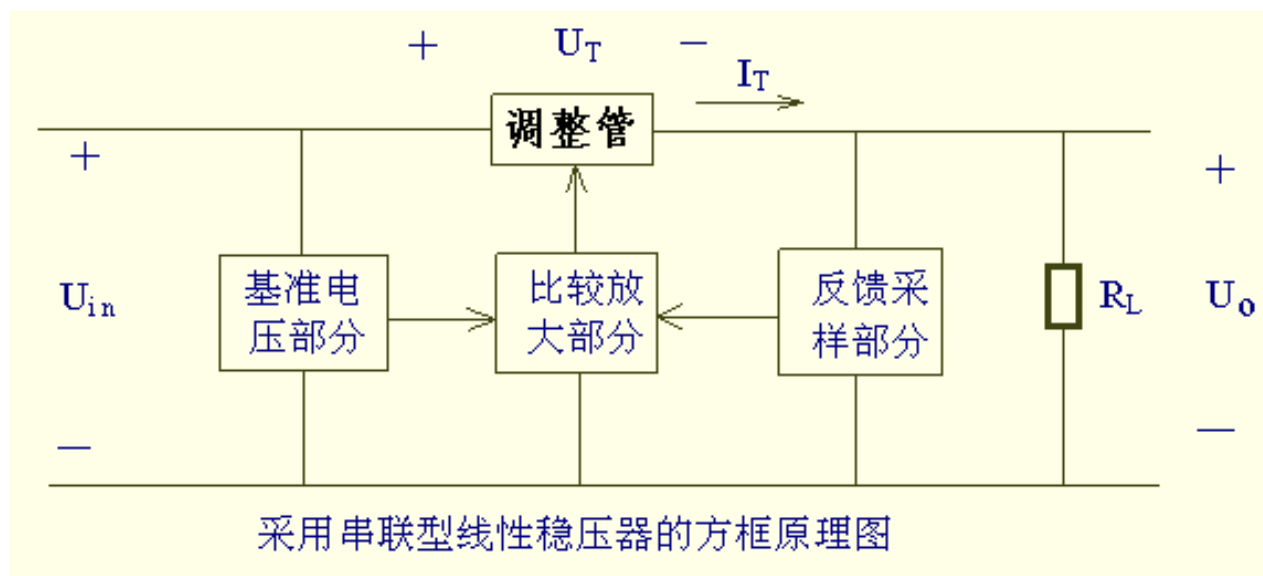 + U_T −
I_T
调整管
+
+
U_in
基准电
压部分
比较放
大部分
反馈采
样部分
R_L
U_o
−
−
采用串联型线性稳压器的方框原理图